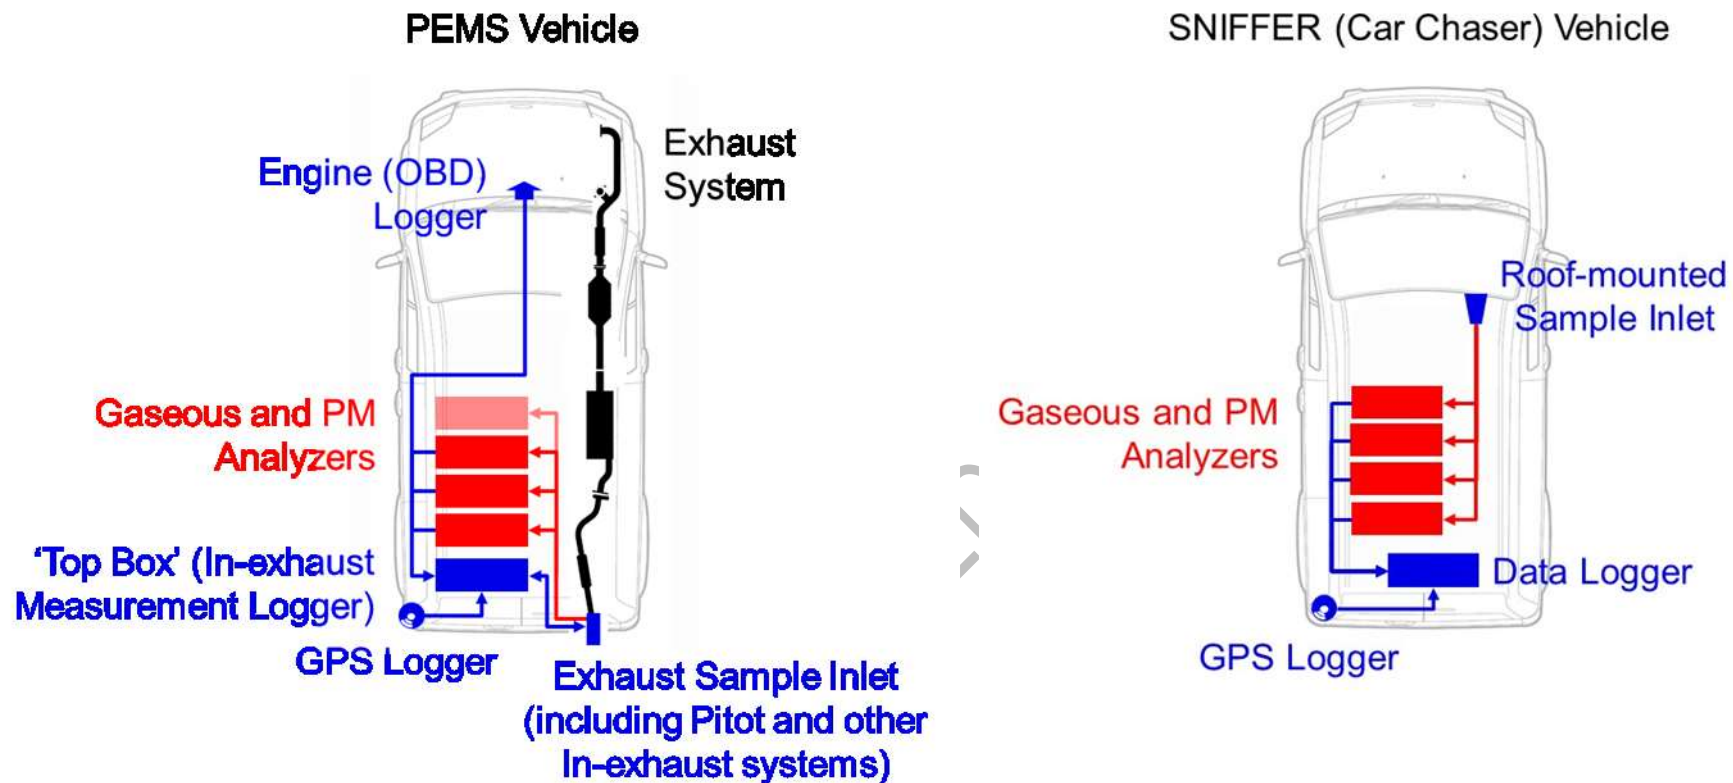 PEMS Vehicle
Engine (OBD)
Logger
Exhaust
System
Gaseous and PM
Analyzers
‘Top Box’ (In-exhaust
Measurement Logger)
GPS Logger
Exhaust Sample Inlet
(including Pitot and other
In-exhaust systems)
SNIFFER (Car Chaser) Vehicle
Roof-mounted
Sample Inlet
Gaseous and PM
Analyzers
Data Logger
GPS Logger